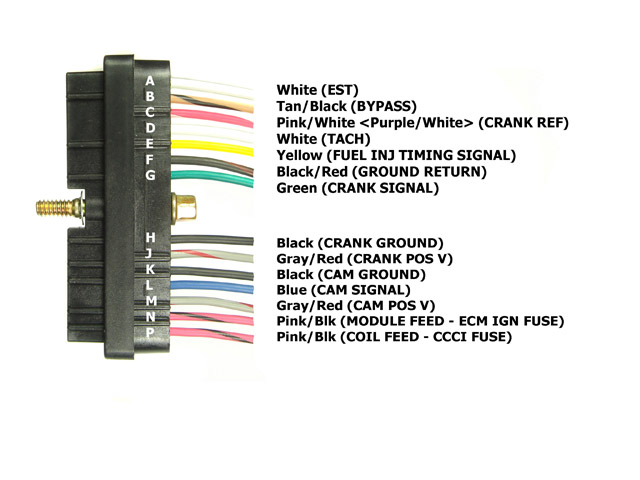 A
B
C
D
E
F
G
H
J
K
L
M
N
P
White (EST)
Tan/Black (BYPASS)
Pink/White <Purple/White> (CRANK REF)
White (TACH)
Yellow (FUEL INJ TIMING SIGNAL)
Black/Red (GROUND RETURN)
Green (CRANK SIGNAL)
Black (CRANK GROUND)
Gray/Red (CRANK POS V)
Black (CAM GROUND)
Blue (CAM SIGNAL)
Gray/Red (CAM POS V)
Pink/Blk (MODULE FEED - ECM IGN FUSE)
Pink/Blk (COIL FEED - CCCI FUSE)